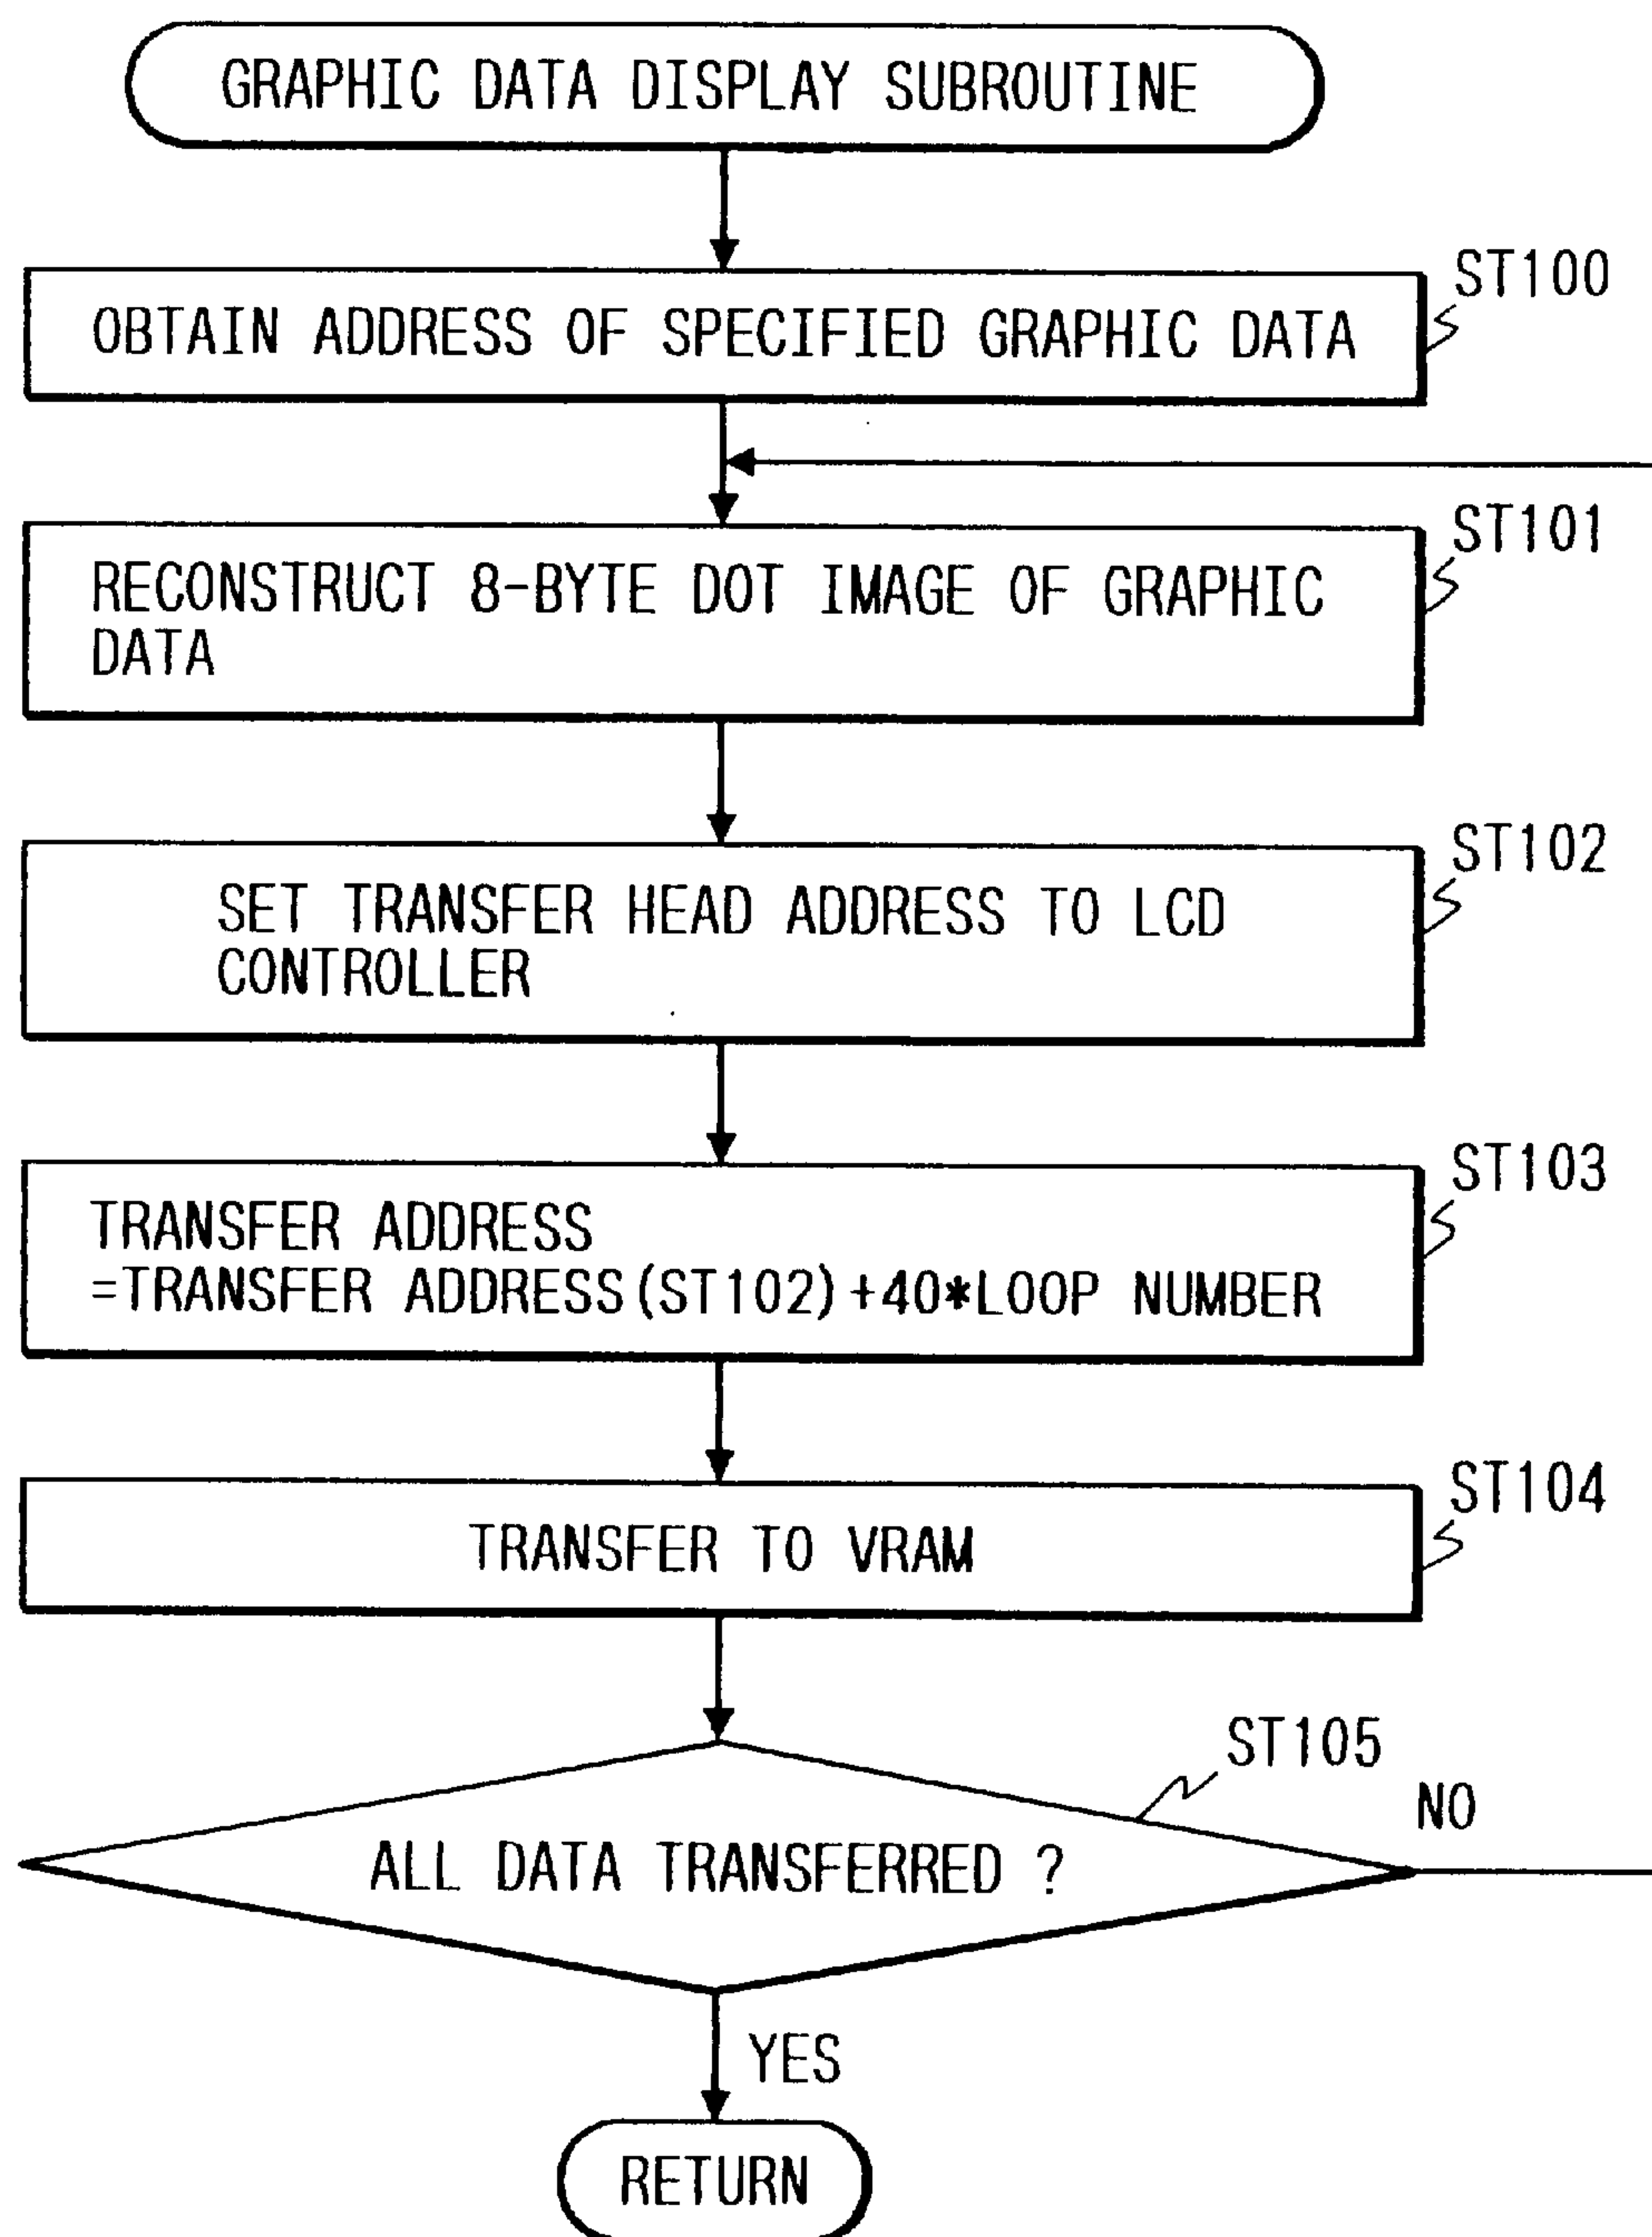 GRAPHIC DATA DISPLAY SUBROUTINE
ST100
OBTAIN ADDRESS OF SPECIFIED GRAPHIC DATA
ST101
RECONSTRUCT 8-BYTE DOT IMAGE OF GRAPHIC
DATA
ST102
SET TRANSFER HEAD ADDRESS TO LCD
CONTROLLER
ST103
TRANSFER ADDRESS
=TRANSFER ADDRESS(ST102)+40*LOOP NUMBER
ST104
TRANSFER TO VRAM
ST105
NO
ALL DATA TRANSFERRED ?
YES
RETURN